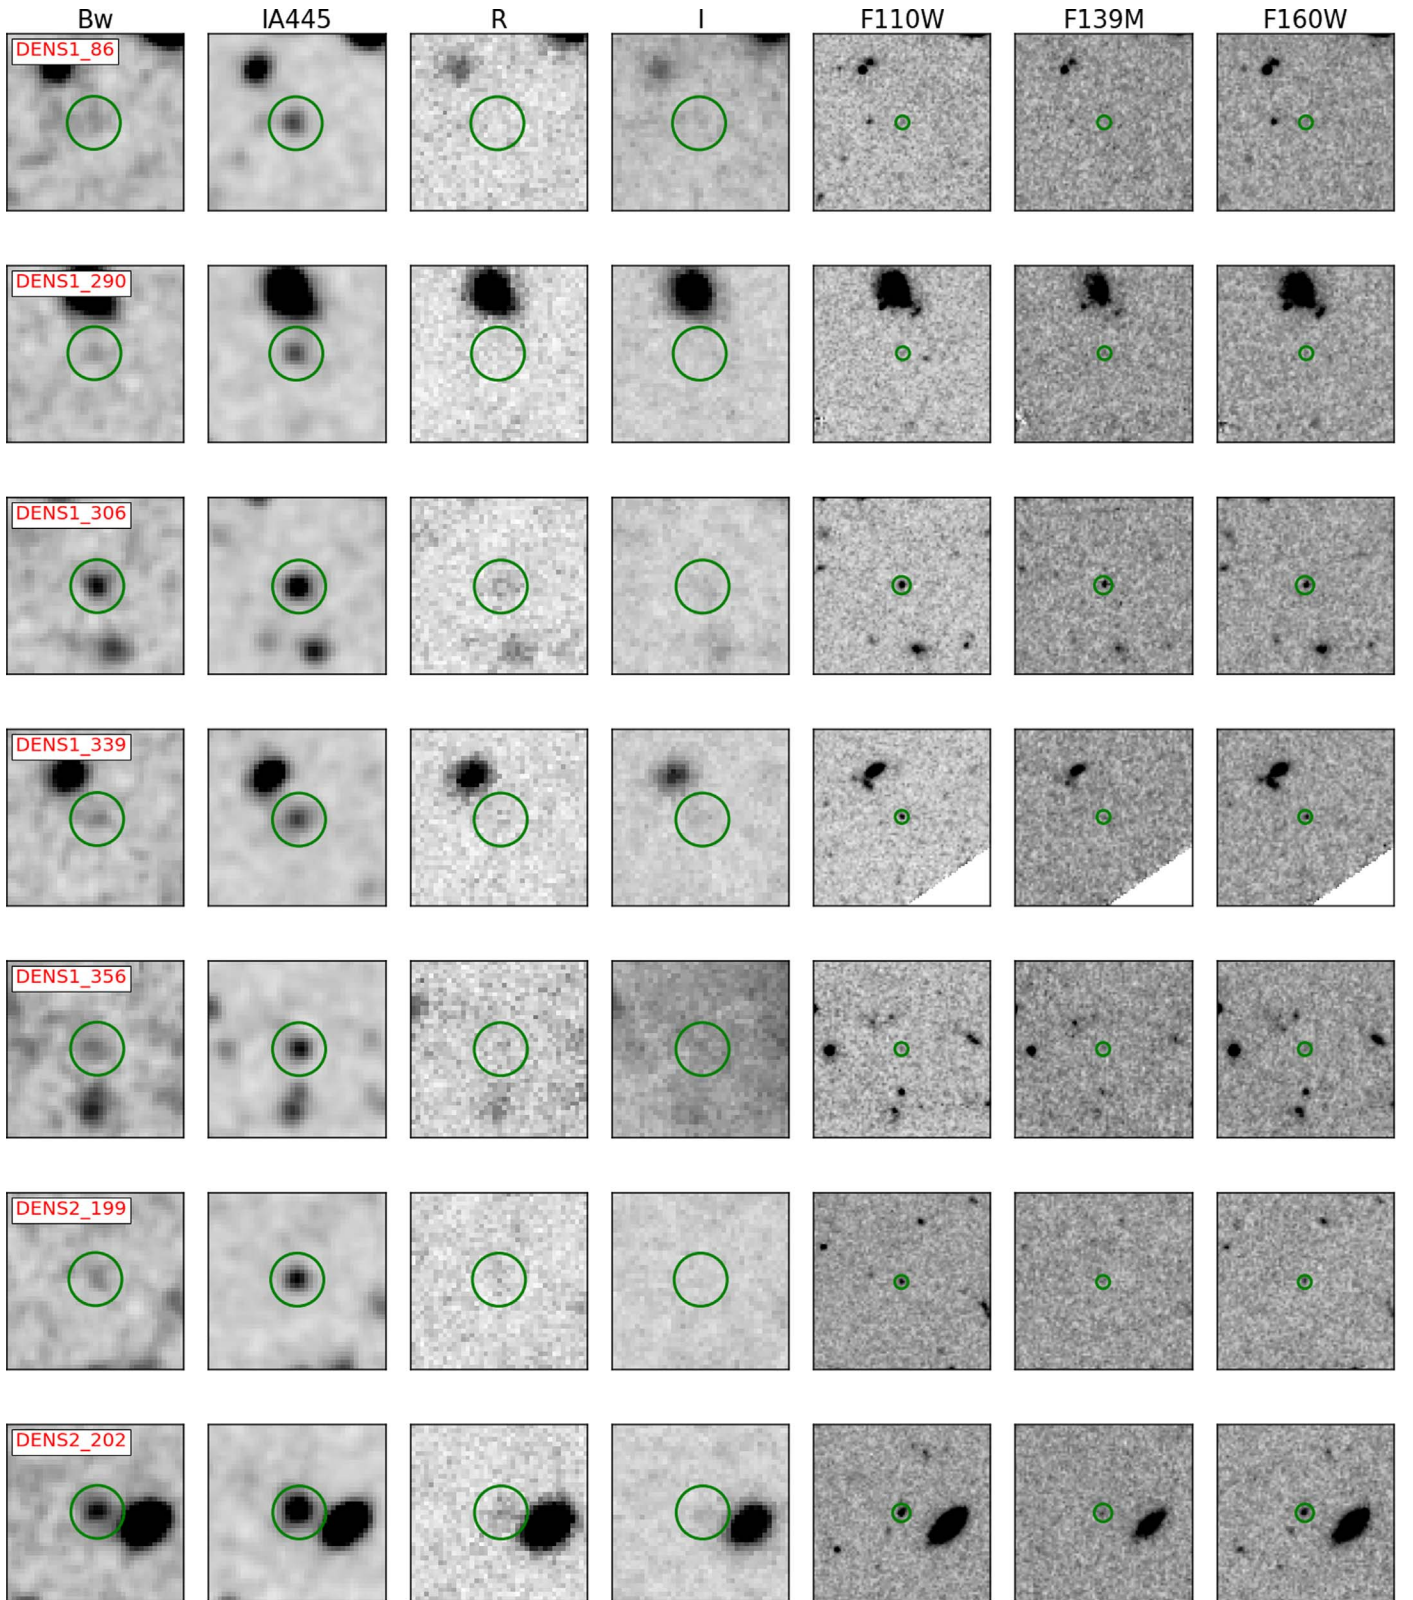 Bw IA445 R I F110W F139M F160W
DENS1_86
DENS1_290
DENS1_306
DENS1_339
DENS1_356
DENS2_199
DENS2_202